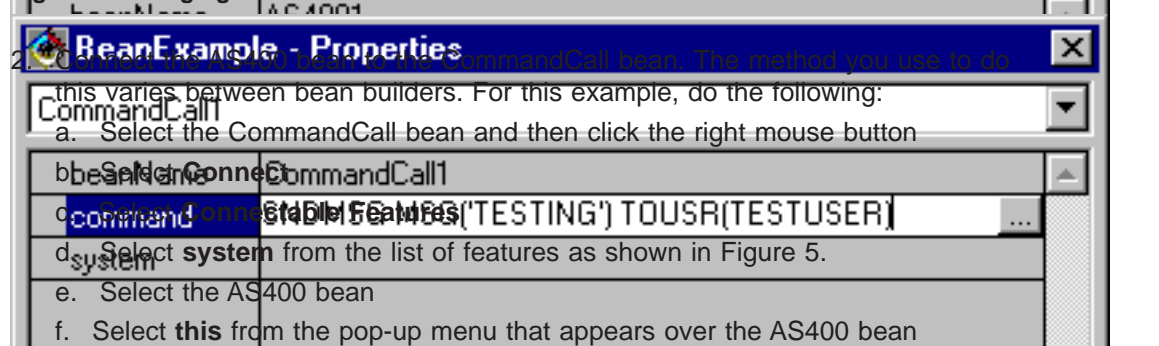 beanName AS4001
BeanExample - Properties
2. Connect the AS400 bean to the CommandCall bean. The method you use to do
this varies between bean builders. For this example, do the following:
CommandCall1
a. Select the CommandCall bean and then click the right mouse button
beanName CommandCall1
b. Select Connect
command SNDMSG MSG('TESTING') TOUSR(TESTUSER)
...
c. Select Connectable Features
system
d. Select system from the list of features as shown in Figure 5.
e. Select the AS400 bean
f. Select this from the pop-up menu that appears over the AS400 bean